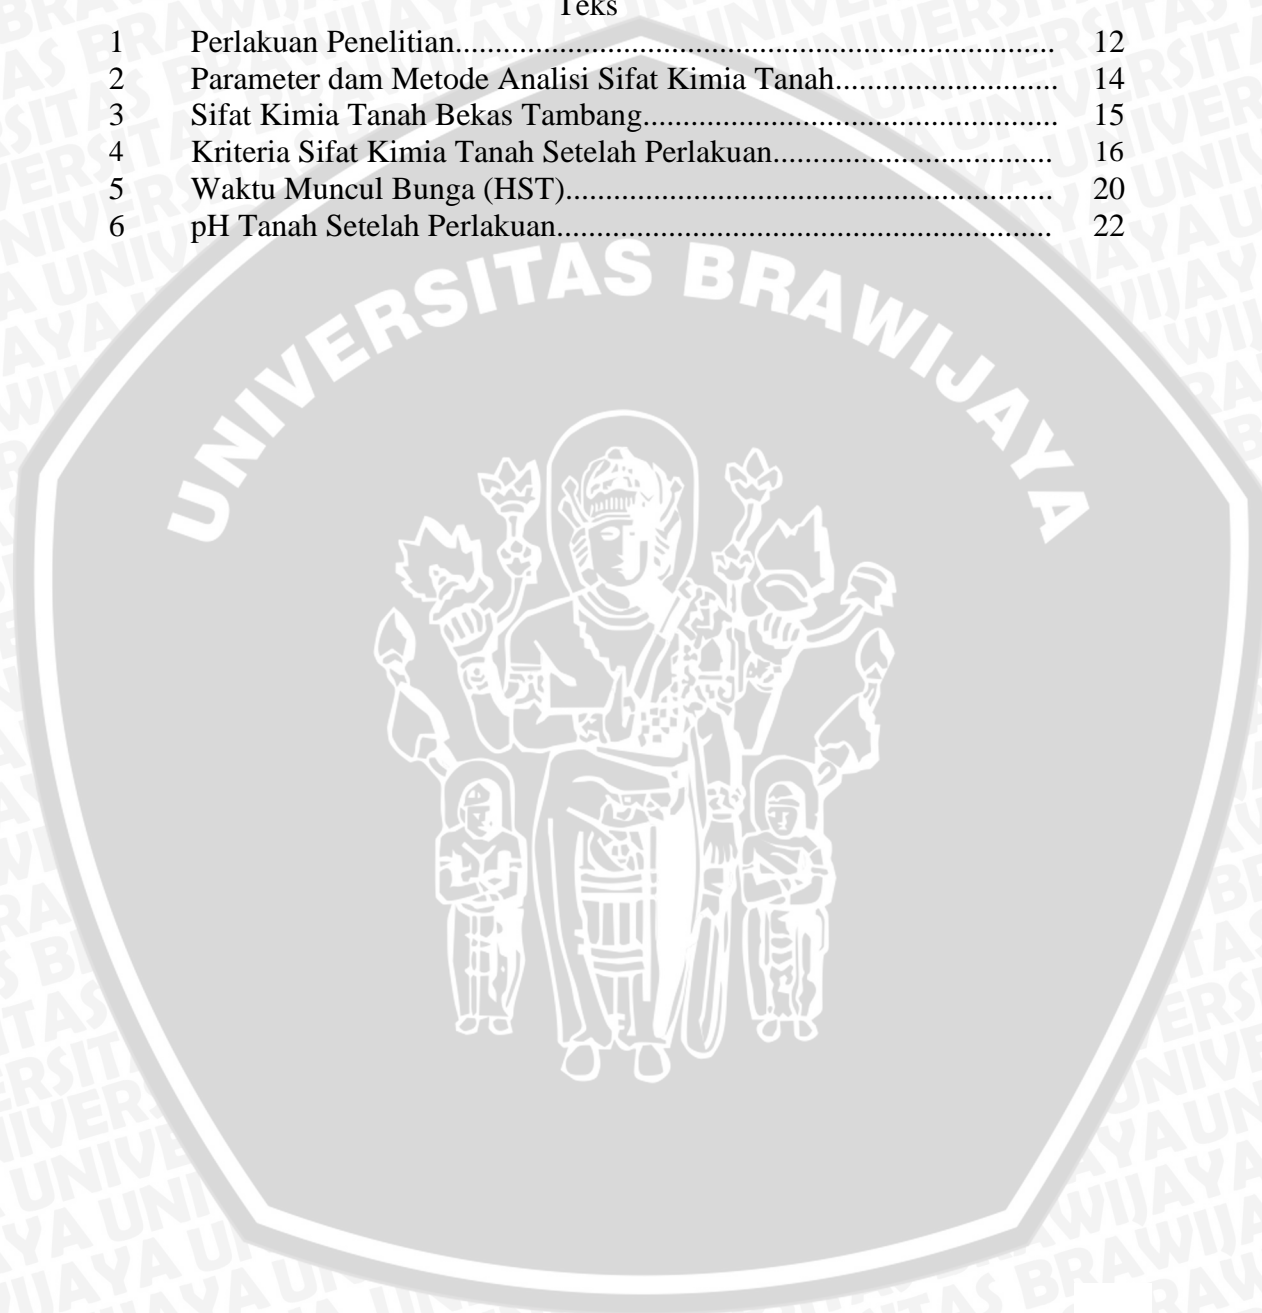 Teks
1 Perlakuan Penelitian........................................................................... 12
2 Parameter dam Metode Analisi Sifat Kimia Tanah............................ 14
3 Sifat Kimia Tanah Bekas Tambang.................................................... 15
4 Kriteria Sifat Kimia Tanah Setelah Perlakuan................................... 16
5 Waktu Muncul Bunga (HST)............................................................. 20
6 pH Tanah Setelah Perlakuan.............................................................. 22
UNIVERSITAS BRAWIJAYA